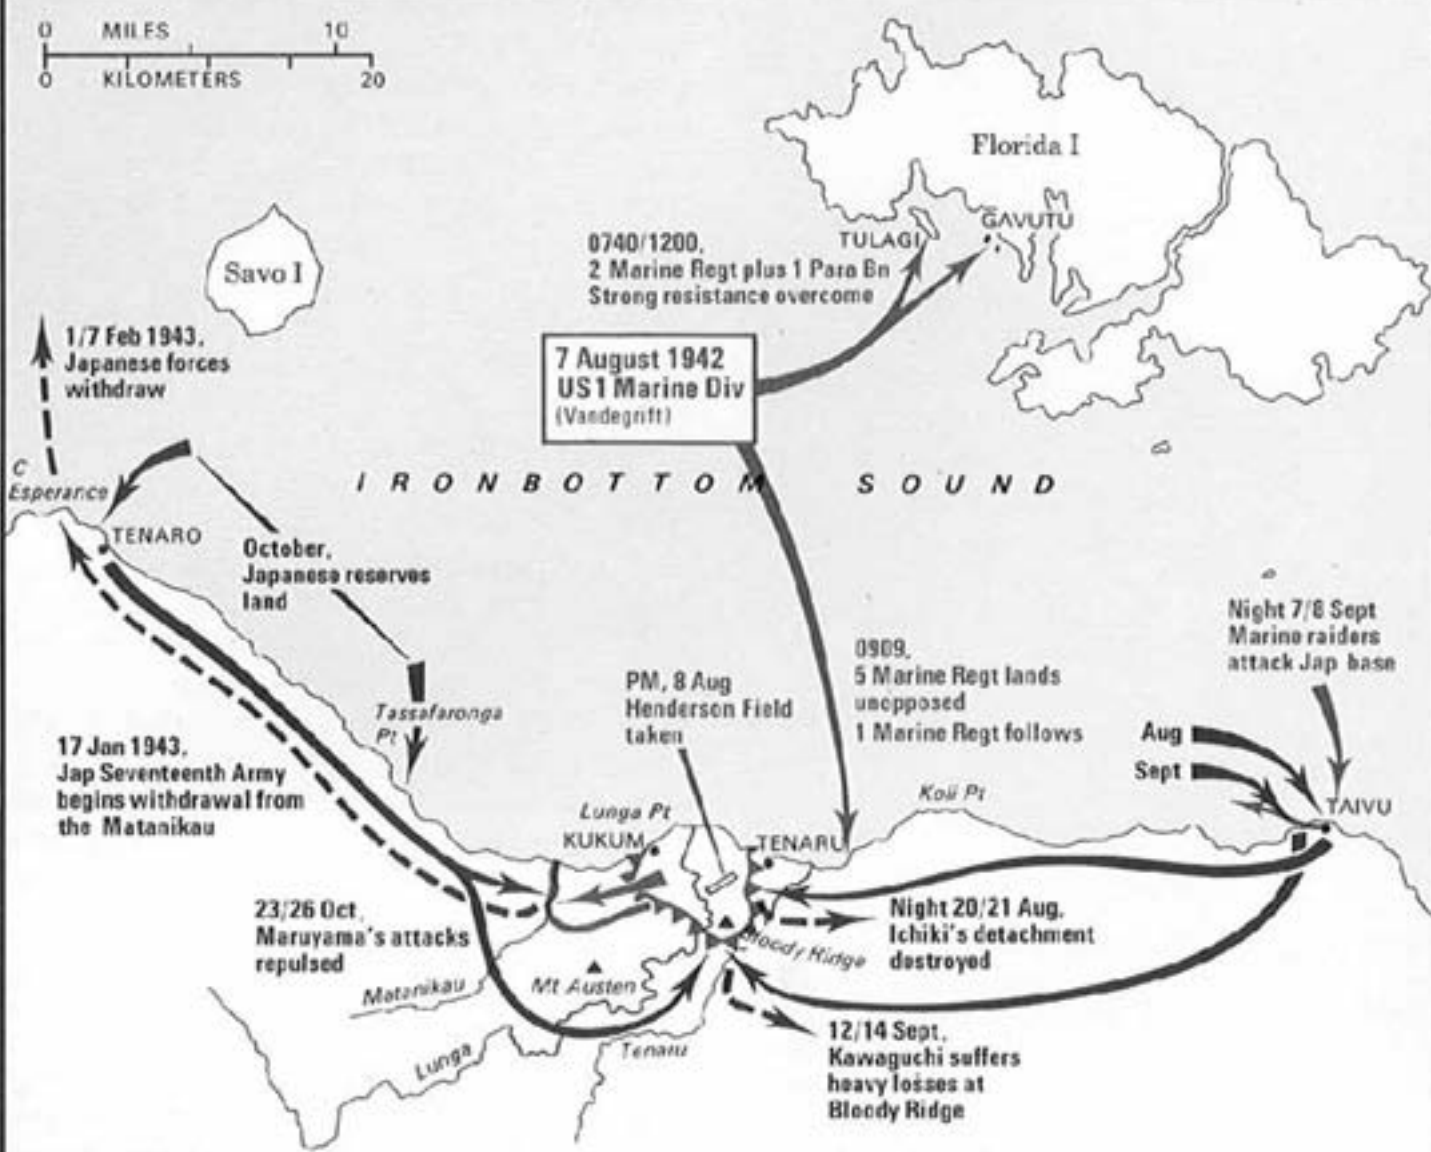 0 MILES 10
0 KILOMETERS 20
Florida I
GAVUTU
TULAGI
Savo I
0740/1200.
2 Marine Regt plus 1 Para Bn
Strong resistance overcome
1/7 Feb 1943.
Japanese forces
withdraw
7 August 1942
US 1 Marine Div
(Vandegrift)
C
Esperance
IRONBOTTOM SOUND
TENARO
October,
Japanese reserves
land
Night 7/8 Sept
Marine raiders
attack Jap base
0909,
5 Marine Regt lands
unopposed
1 Marine Regt follows
PM, 8 Aug
Henderson Field
taken
Tassafaronga
Pt
Aug
Sept
17 Jan 1943.
Jap Seventeenth Army
begins withdrawal from
the Matanikau
Koli Pt
TAIVU
Lunga Pt
KUKUM
TENARU
23/26 Oct.
Maruyama's attacks
repulsed
Night 20/21 Aug.
Ichiki's detachment
destroyed
Bloody Ridge
Matanikau
Mt Austen
Lunga
Tenaru
12/14 Sept.
Kawaguchi suffers
heavy losses at
Bloody Ridge